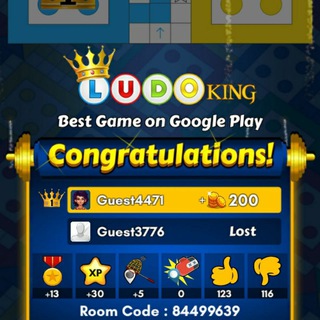 LUDO KING
Best Game on Google Play
Congratulations!
Guest4471 + 200
Guest3776 Lost
XP
+13 +30 +5 0 123 116
Room Code : 84499639